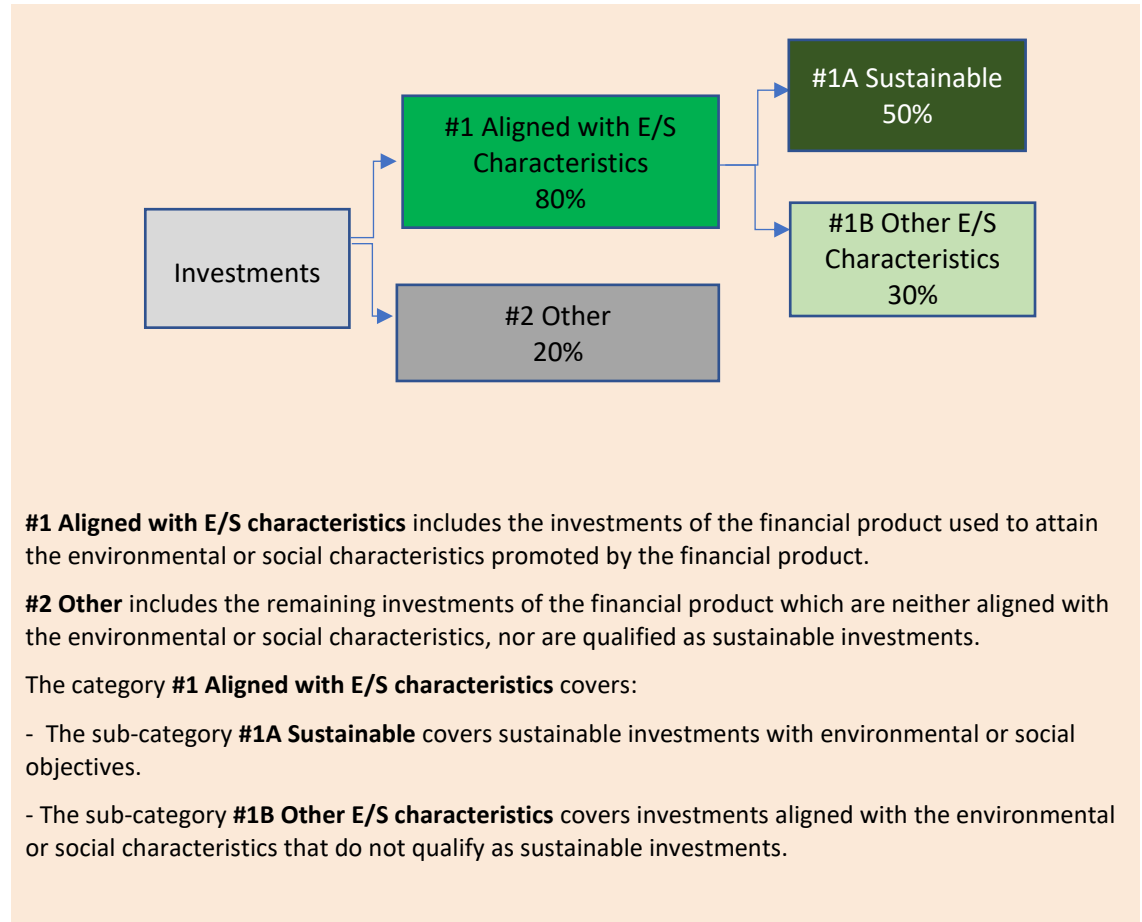 #1A Sustainable
50%
#1 Aligned with E/S
Characteristics
80%
#1B Other E/S
Characteristics
30%
Investments
#2 Other
20%
#1 Aligned with E/S characteristics includes the investments of the financial product used to attain
the environmental or social characteristics promoted by the financial product.
#2 Other includes the remaining investments of the financial product which are neither aligned with
the environmental or social characteristics, nor are qualified as sustainable investments.
The category #1 Aligned with E/S characteristics covers:
- The sub-category #1A Sustainable covers sustainable investments with environmental or social
objectives.
- The sub-category #1B Other E/S characteristics covers investments aligned with the environmental
or social characteristics that do not qualify as sustainable investments.